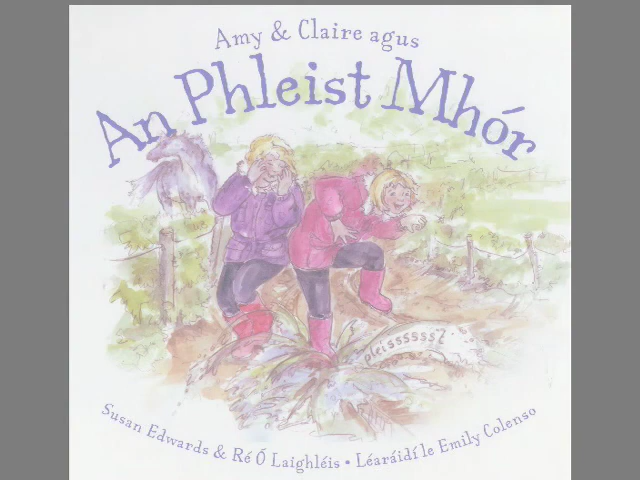 Amy & Claire agus
An Phleist Mhór
pleissssss?
Susan Edwards & Ré Ó Laighléis • Léaráidí le Emily Colenso